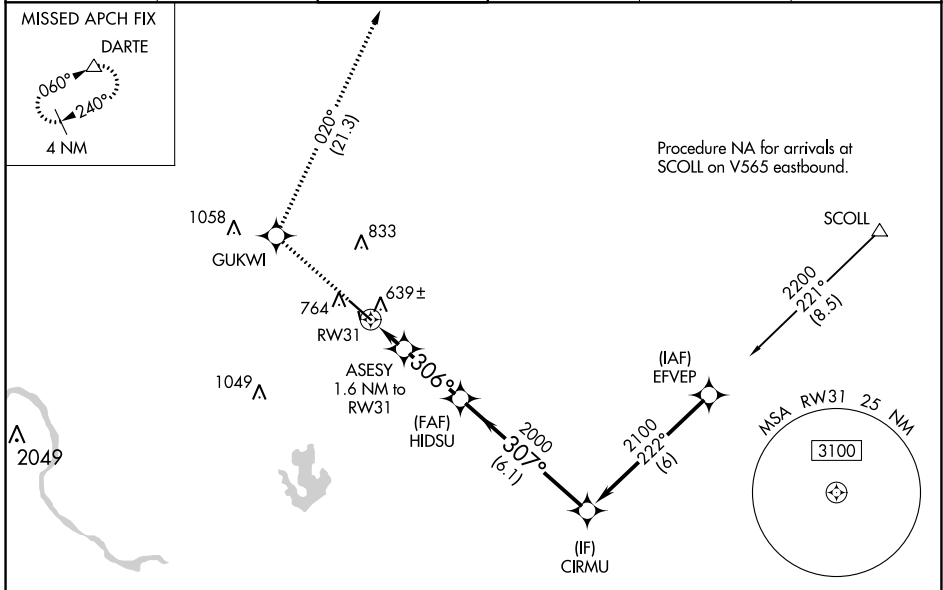 MISSED APCH FIX
DARTE
060°
240°
4 NM
020°
(21.3)
Procedure NA for arrivals at
SCOLL on V565 eastbound.
SCOLL
2200
221°
(8.5)
1058
GUKWI
833
764
639±
RW31
ASESY
1.6 NM to
RW31
306°
1049
(FAF)
HIDSU
2000
307°
(6.1)
(IAF)
EFVEP
2100
222°
(6)
(IF)
CIRMU
2049
MSA RW31 25 NM
3100